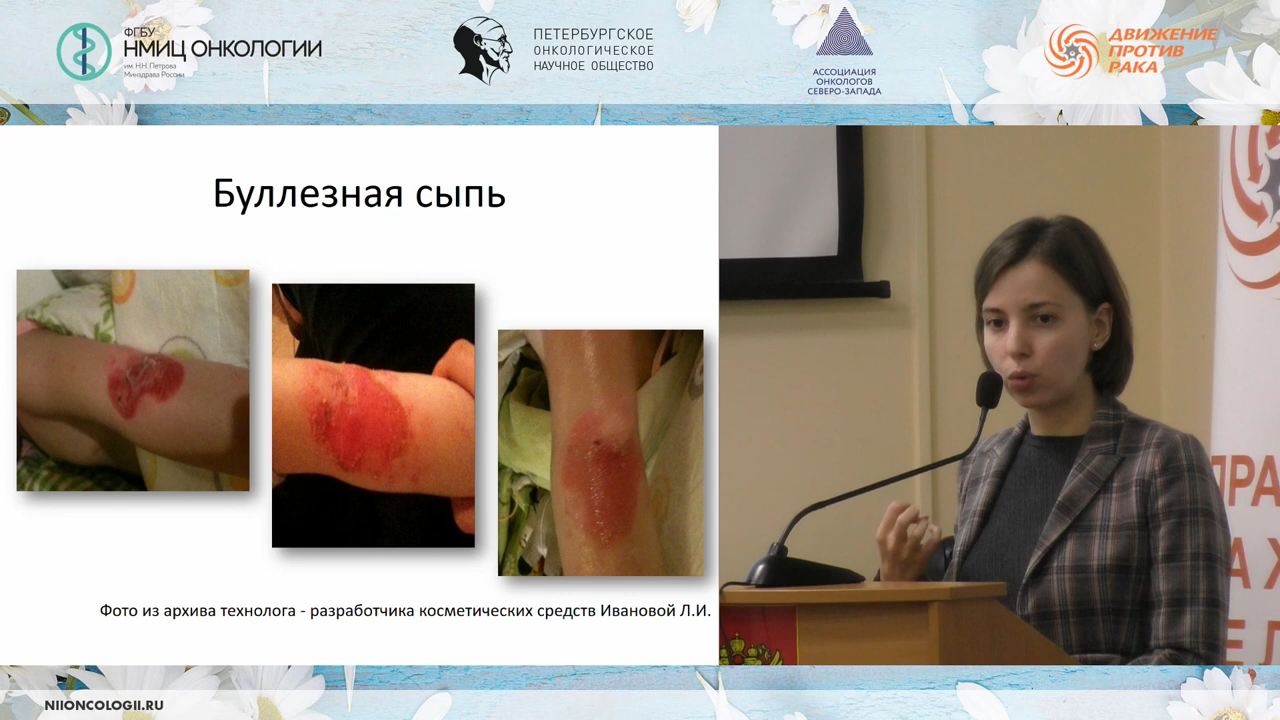 ФГБУ
НМИЦ ОНКОЛОГИИ
им. Н.Н. Петрова
Минздрава России
ПЕТЕРБУРГСКОЕ
ОНКОЛОГИЧЕСКОЕ
НАУЧНОЕ ОБЩЕСТВО
АССОЦИАЦИЯ
ОНКОЛОГОВ
СЕВЕРО-ЗАПАДА
ДВИЖЕНИЕ
ПРОТИВ
РАКА
Буллезная сыпь
Фото из архива технолога - разработчика косметических средств Ивановой Л.И.
NIIONCOLOGII.RU